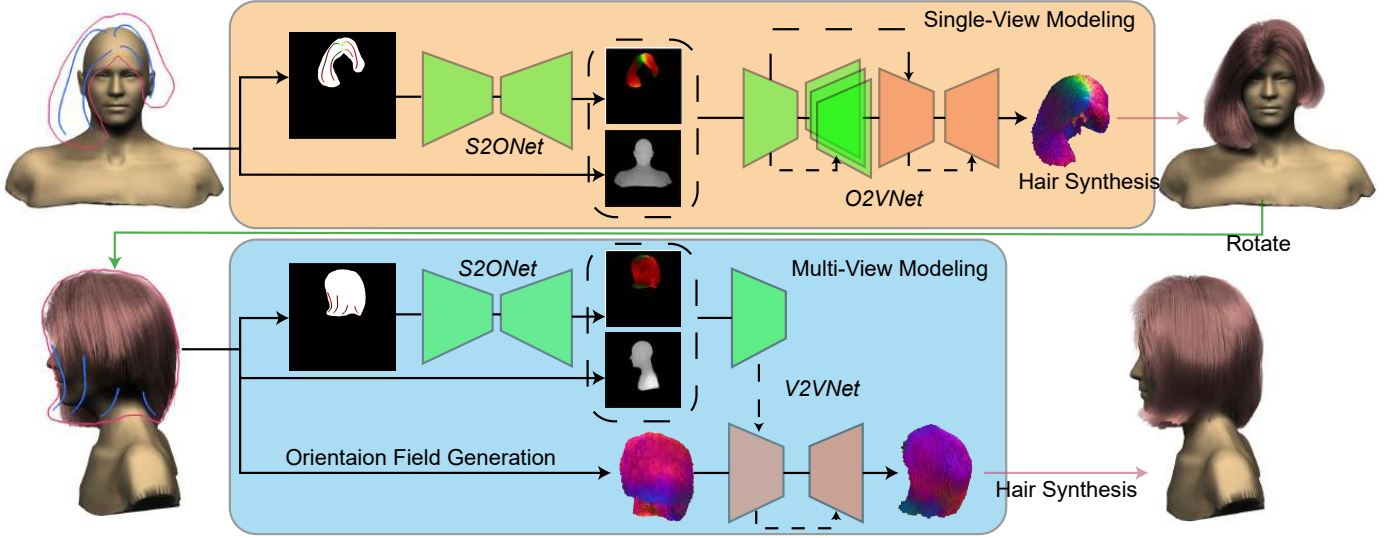 Single-View Modeling
S2ONet
O2VNet
Hair Synthesis
Rotate
S2ONet
Multi-View Modeling
V2VNet
Orientaion Field Generation
Hair Synthesis